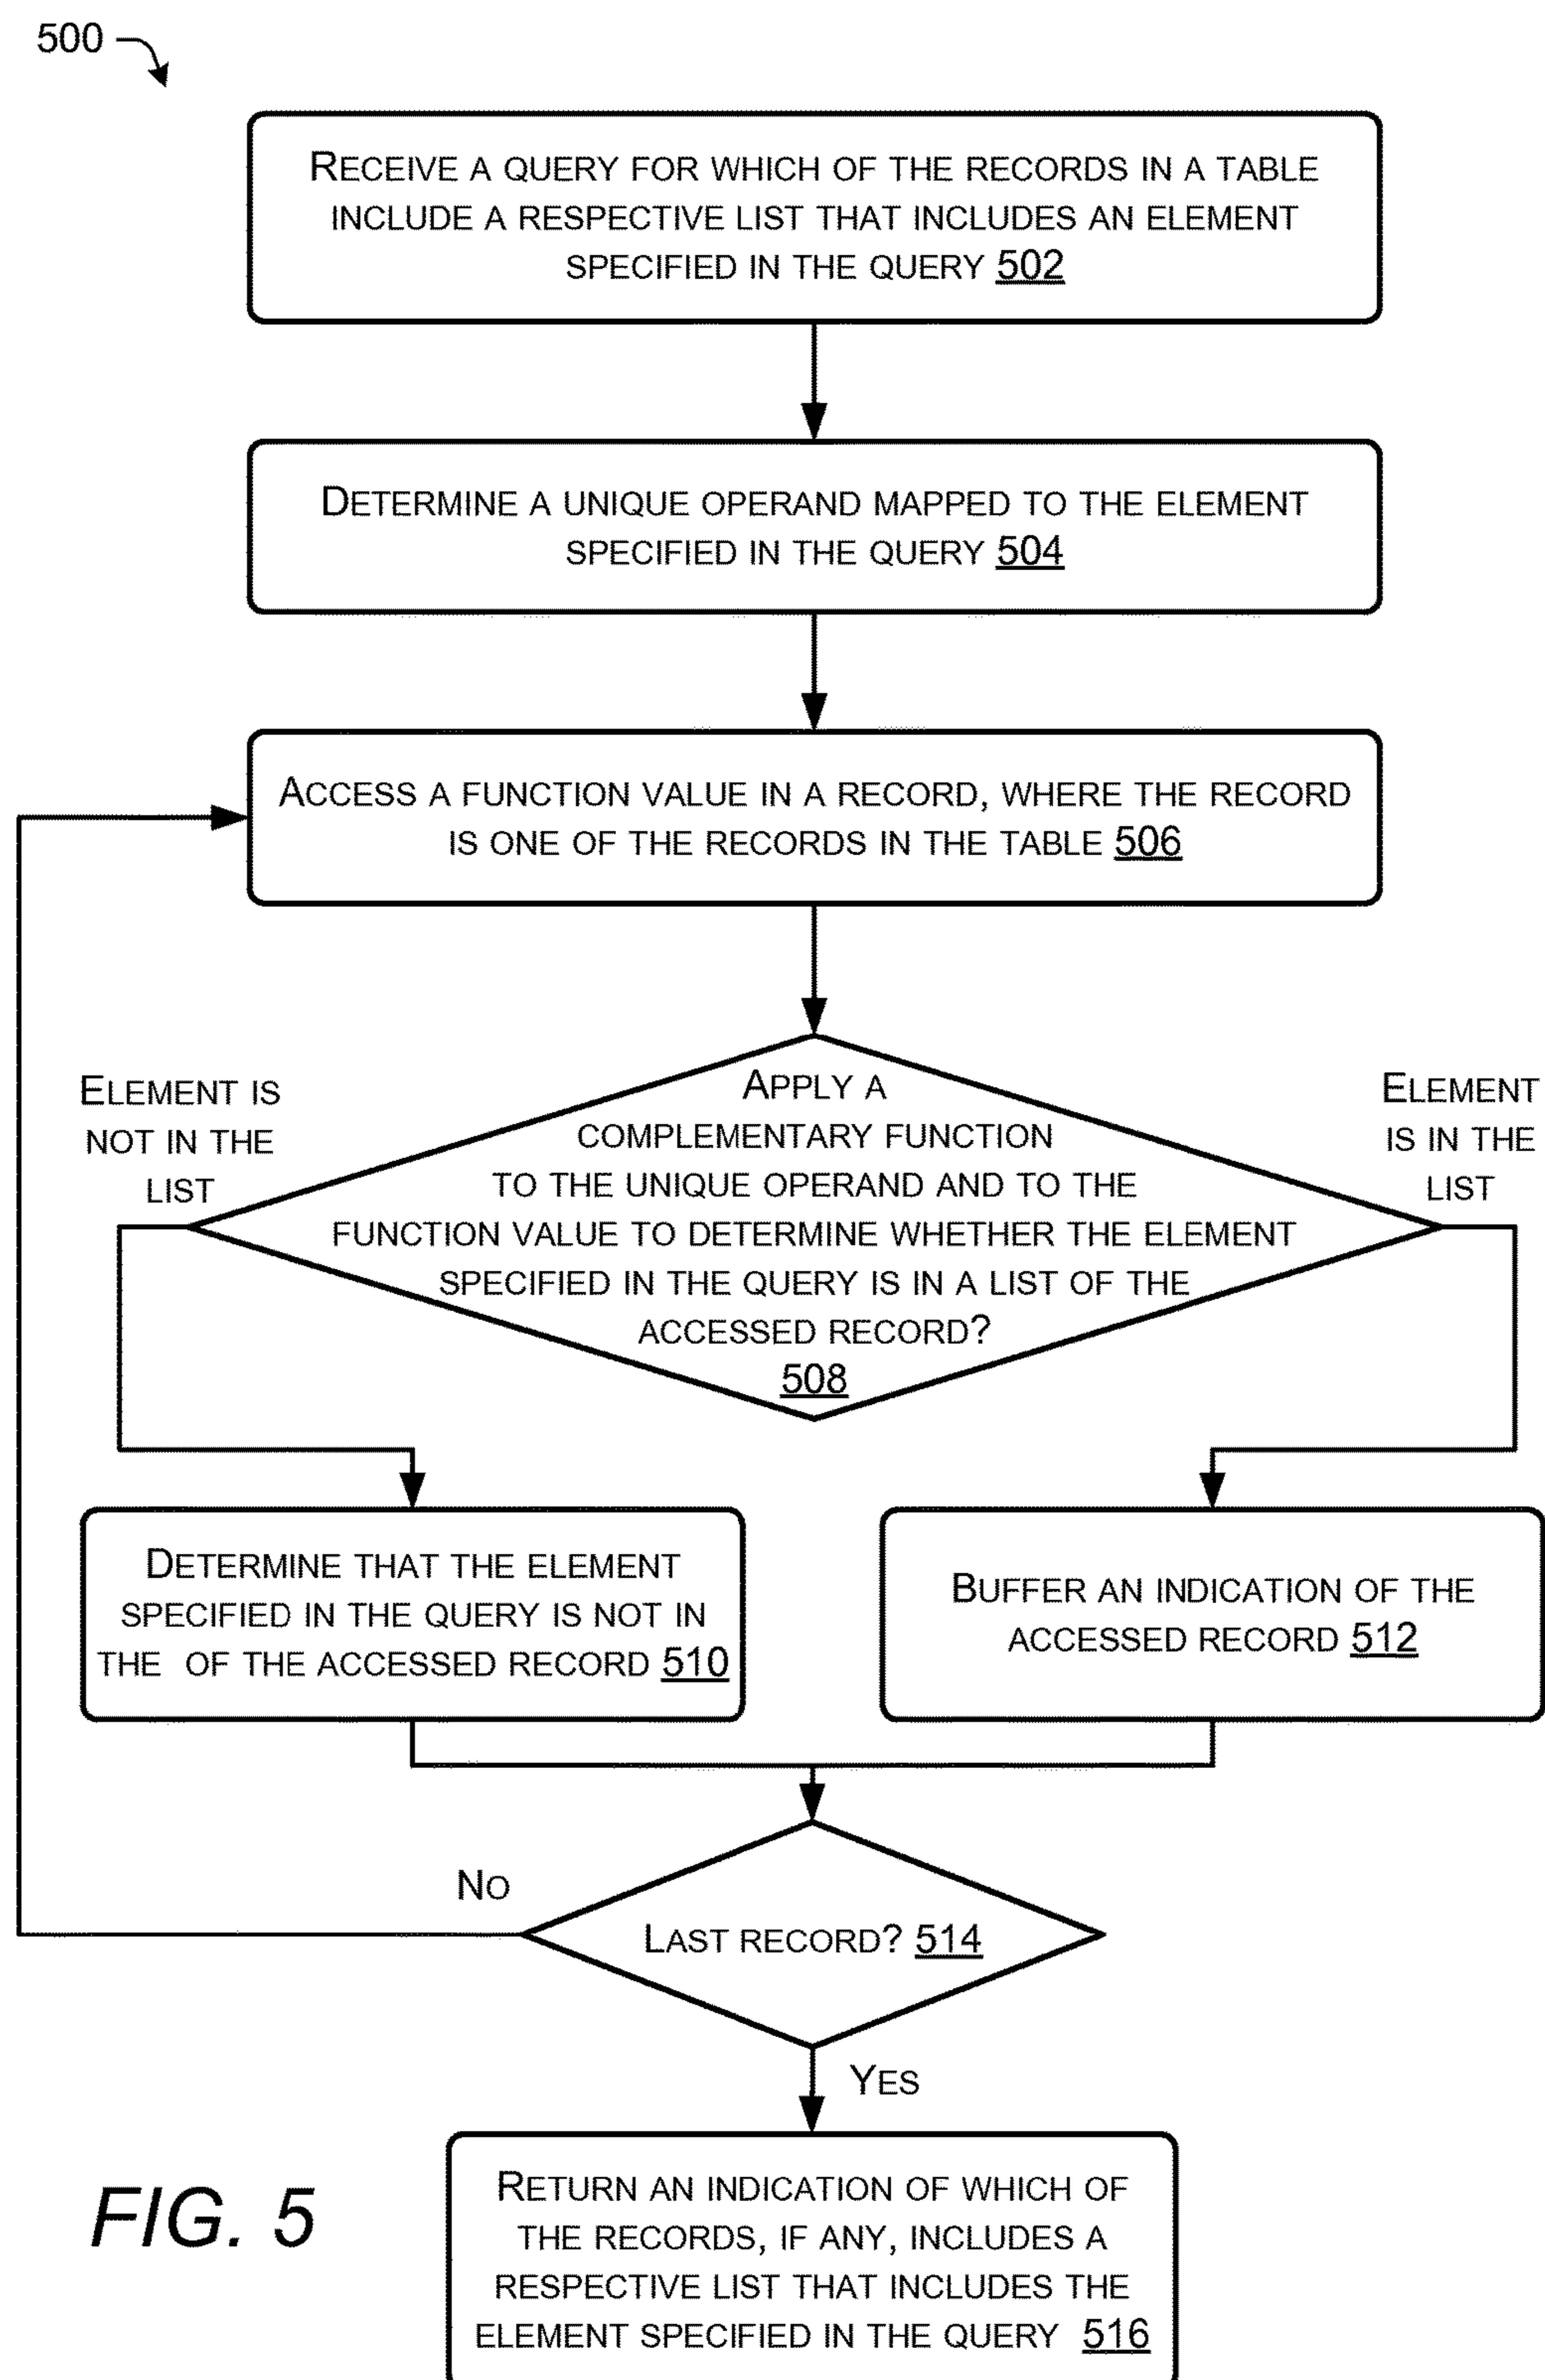 500
RECEIVE A QUERY FOR WHICH OF THE RECORDS IN A TABLE
INCLUDE A RESPECTIVE LIST THAT INCLUDES AN ELEMENT
SPECIFIED IN THE QUERY 502
DETERMINE A UNIQUE OPERAND MAPPED TO THE ELEMENT
SPECIFIED IN THE QUERY 504
ACCESS A FUNCTION VALUE IN A RECORD, WHERE THE RECORD
IS ONE OF THE RECORDS IN THE TABLE 506
APPLY A
COMPLEMENTARY FUNCTION
TO THE UNIQUE OPERAND AND TO THE
FUNCTION VALUE TO DETERMINE WHETHER THE ELEMENT
SPECIFIED IN THE QUERY IS IN A LIST OF THE
ACCESSED RECORD?
508
ELEMENT IS
NOT IN THE
LIST
ELEMENT
IS IN THE
LIST
DETERMINE THAT THE ELEMENT
SPECIFIED IN THE QUERY IS NOT IN
THE OF THE ACCESSED RECORD 510
BUFFER AN INDICATION OF THE
ACCESSED RECORD 512
NO
LAST RECORD? 514
YES
RETURN AN INDICATION OF WHICH OF
THE RECORDS, IF ANY, INCLUDES A
RESPECTIVE LIST THAT INCLUDES THE
ELEMENT SPECIFIED IN THE QUERY 516
FIG. 5